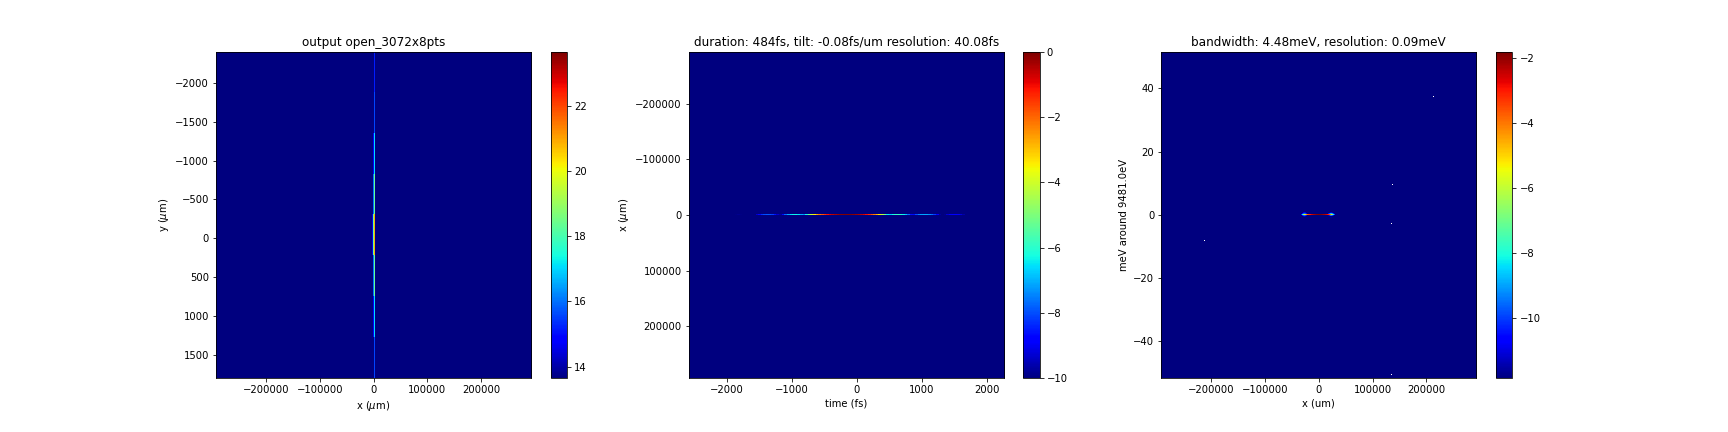 output open_3072x8pts
−2000
−1500
−1000
−500
0
500
1000
1500
y (μm)
−200000 −100000 0 100000 200000
x (μm)
22
20
18
16
14
duration: 484fs, tilt: -0.08fs/um resolution: 40.08fs
−200000
−100000
0
100000
200000
x (μm)
−2000 −1000 0 1000 2000
time (fs)
0
−2
−4
−6
−8
−10
bandwidth: 4.48meV, resolution: 0.09meV
40
20
0
−20
−40
meV around 9481.0eV
−200000 −100000 0 100000 200000
x (um)
−2
−4
−6
−8
−10